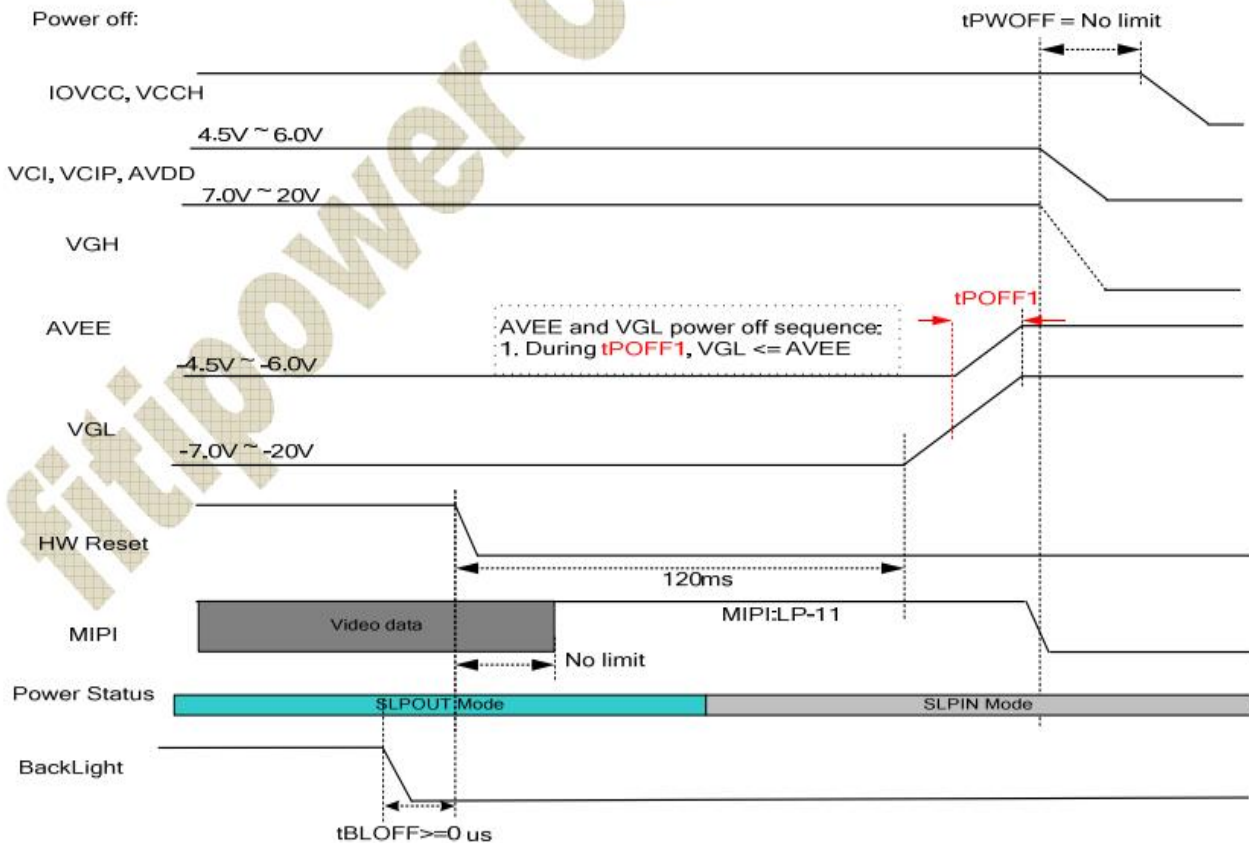 Power off:
tPWOFF = No limit
IOVCC, VCCH
4.5V ~ 6.0V
VCI, VCIP, AVDD
7.0V ~ 20V
VGH
tPOFF1
AVEE
AVEE and VGL power off sequence:
1. During tPOFF1, VGL <= AVEE
-4.5V ~ -6.0V
VGL
-7.0V ~ -20V
HW Reset
120ms
MIPI
Video data
MIPI:LP-11
No limit
Power Status
SLPOUT Mode
SLPIN Mode
BackLight
tBLOFF>=0 us
fitipower